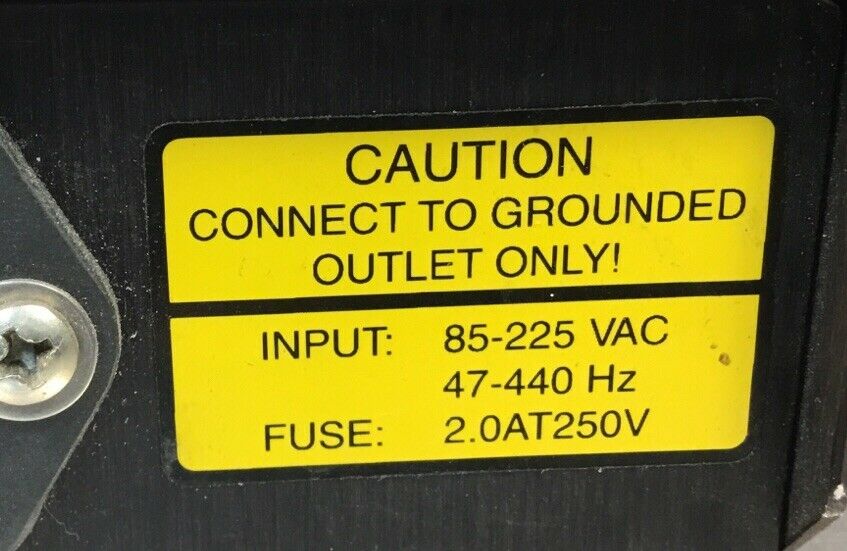 CAUTION
CONNECT TO GROUNDED
OUTLET ONLY!
INPUT: 85-225 VAC
47-440 Hz
FUSE: 2.0AT250V